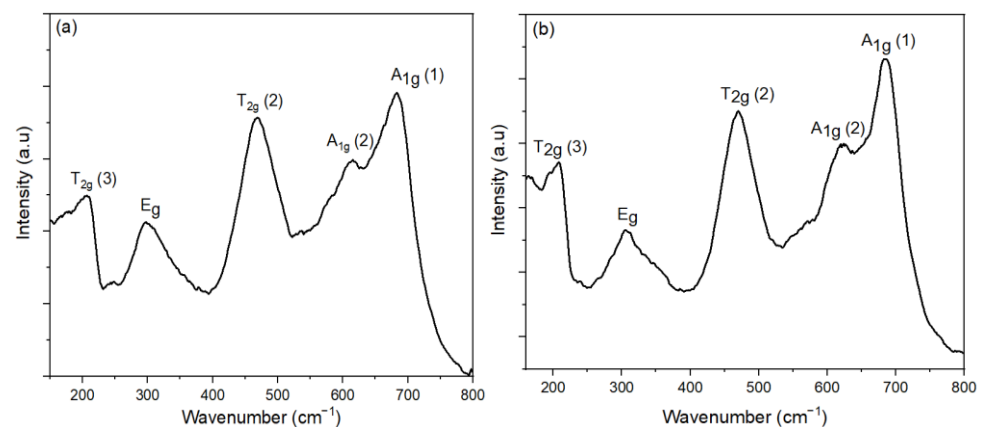 (a)
A₁g (1)
T₂g (2)
A₁g (2)
T₂g (3)
Eg
Intensity (a.u)
200 300 400 500 600 700 800
Wavenumber (cm⁻¹)
(b)
A₁g (1)
T₂g (2)
A₁g (2)
T₂g (3)
Eg
Intensity (a.u)
200 300 400 500 600 700 800
Wavenumber (cm⁻¹)